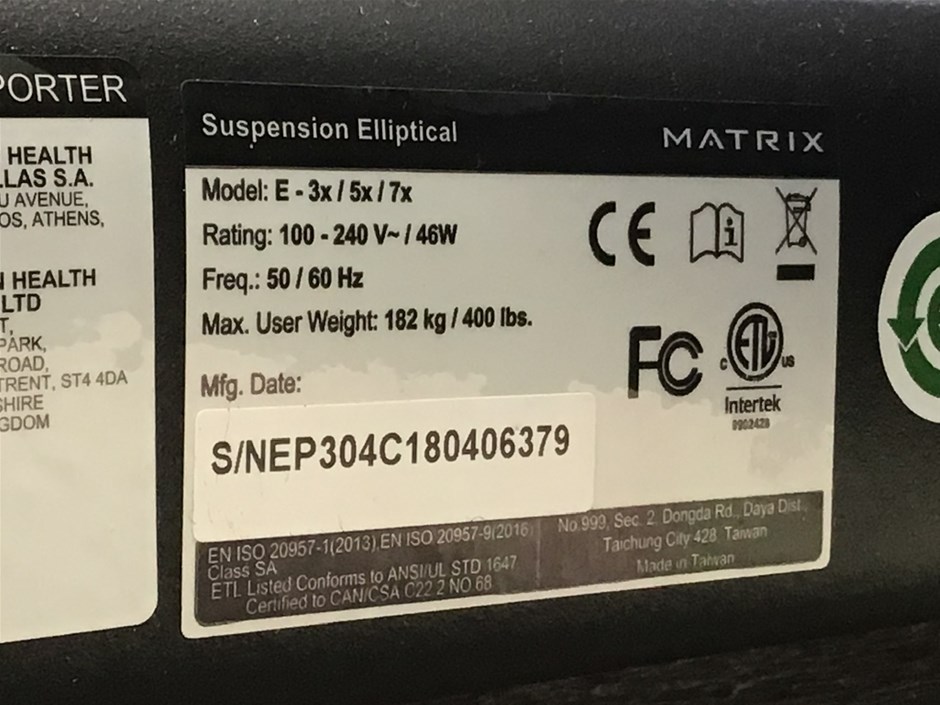 PORTER
HEALTH
LLAS S.A.
U AVENUE,
OS, ATHENS,
N HEALTH
LTD
T,
PARK,
ROAD,
TRENT, ST4 4DA
SHIRE
GDOM
Suspension Elliptical
MATRIX
Model: E - 3x / 5x / 7x
Rating: 100 - 240 V~ / 46W
Freq.: 50 / 60 Hz
Max. User Weight: 182 kg / 400 lbs.
Mfg. Date:
S/NEP304C180406379
CE
i
FC
c ETL us
Intertek
9902428
EN ISO 20957-1(2013),EN ISO 20957-9(2016)
Class SA
ETL Listed Conforms to ANSI/UL STD 1647
Certified to CAN/CSA C22.2 NO.68
No.999, Sec. 2, Dongda Rd., Daya Dist.,
Taichung City 428, Taiwan
Made in Taiwan